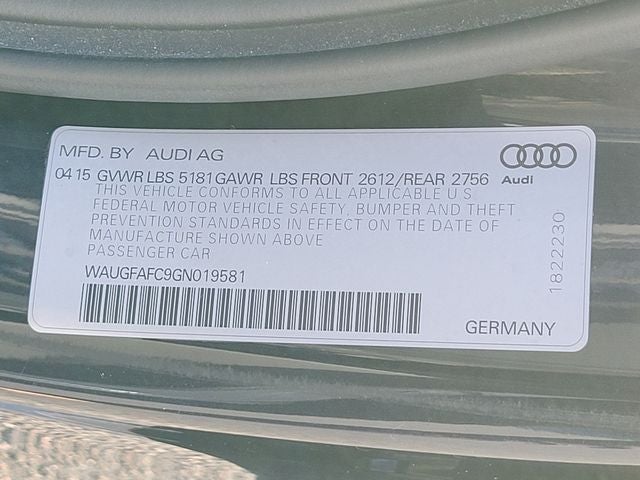 MFD. BY AUDI AG
04 15 GVWR LBS 5181 GAWR LBS FRONT 2612/REAR 2756
THIS VEHICLE CONFORMS TO ALL APPLICABLE U S
FEDERAL MOTOR VEHICLE SAFETY, BUMPER AND THEFT
PREVENTION STANDARDS IN EFFECT ON THE DATE OF
MANUFACTURE SHOWN ABOVE
PASSENGER CAR
WAUGFAFC9GN019581
GERMANY
Audi
1822230